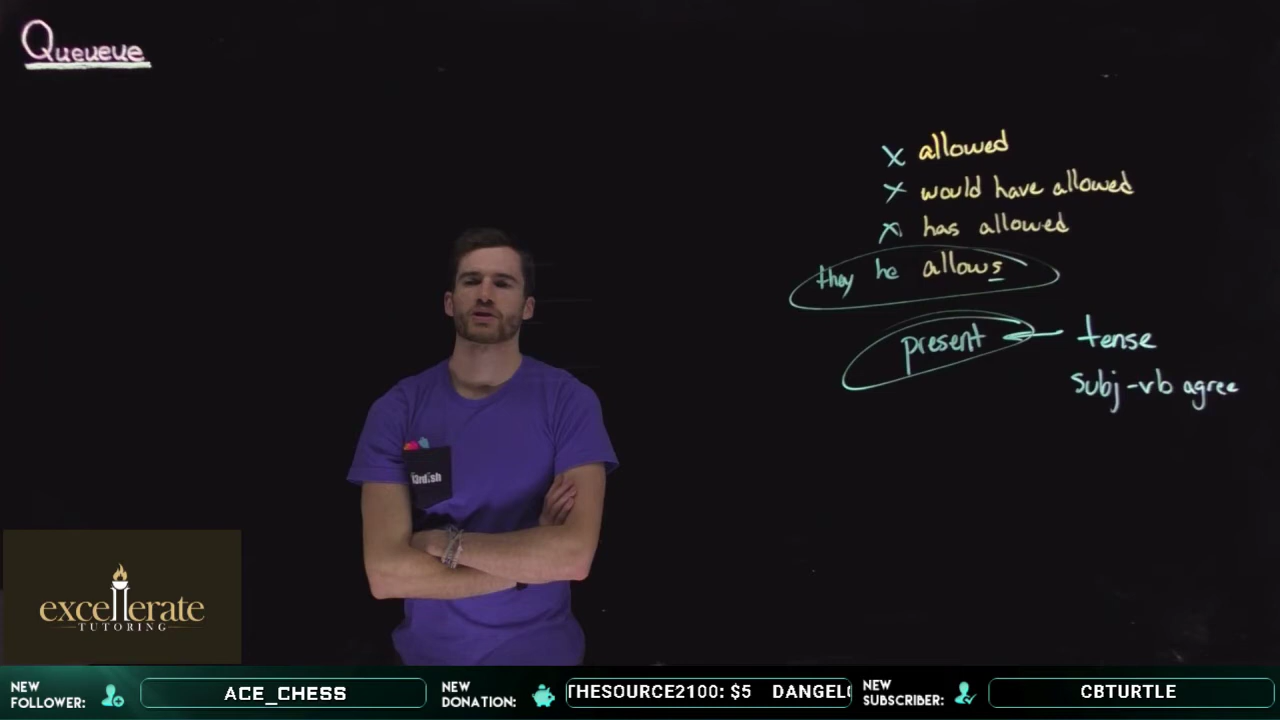 Queueue
x allowed
x would have allowed
x has allowed
they he allows
present
tense
subj-vb agree
excellerate
TUTORING
NEW FOLLOWER:
ACE_CHESS
NEW DONATION:
THESOURCE2100: $5 DANGELO
NEW SUBSCRIBER:
CBTURTLE